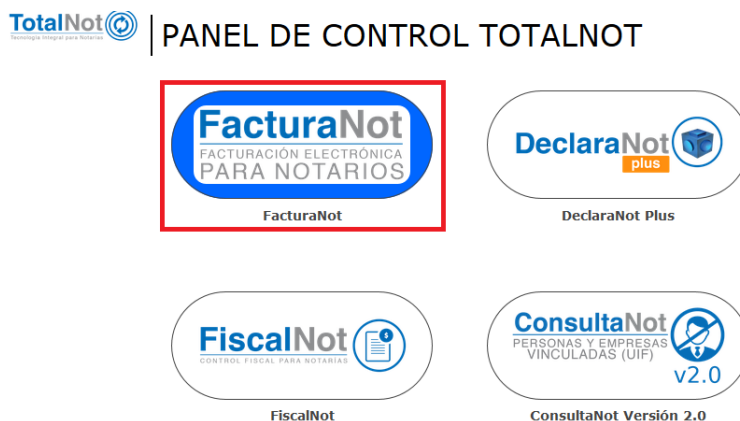 TotalNot
Tecnología Integral para Notarías
PANEL DE CONTROL TOTALNOT
FacturaNot
FACTURACIÓN ELECTRÓNICA
PARA NOTARIOS
FacturaNot
DeclaraNot
plus
DeclaraNot Plus
FiscalNot
CONTROL FISCAL PARA NOTARÍAS
$
FiscalNot
ConsultaNot
PERSONAS Y EMPRESAS
VINCULADAS (UIF)
v2.0
ConsultaNot Versión 2.0